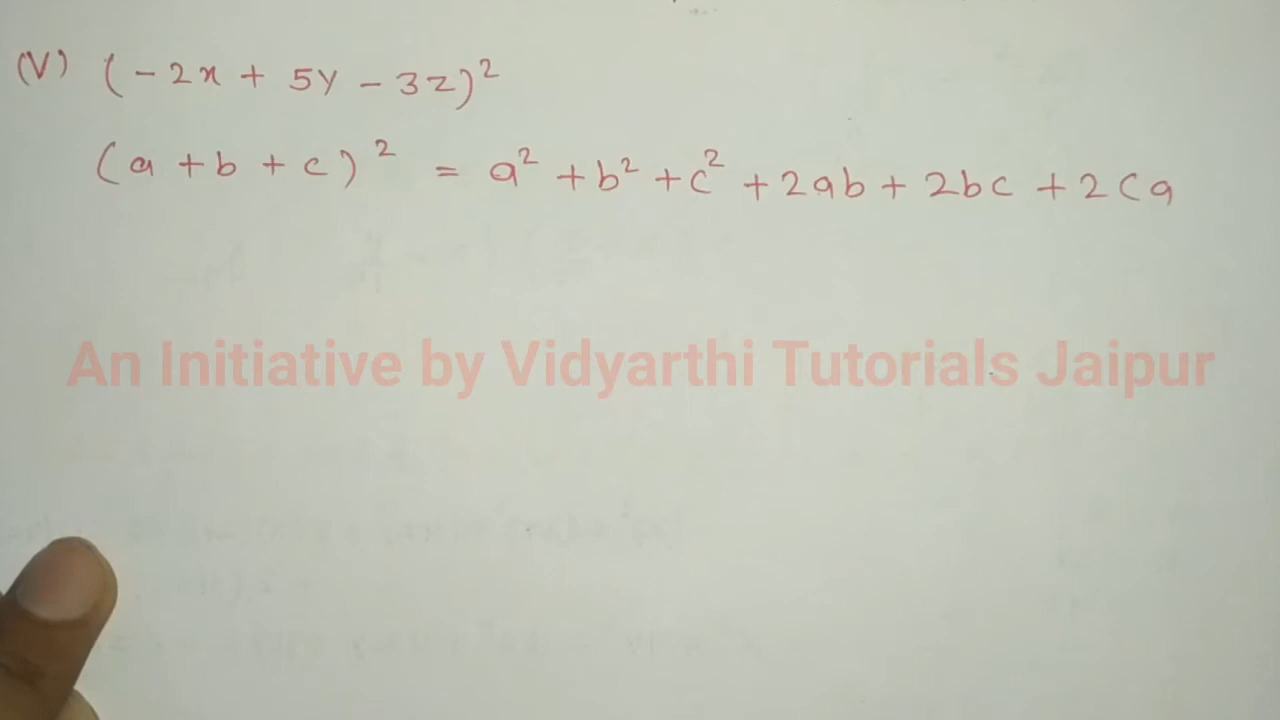 (V) (-2x + 5y - 3z)²
(a + b + c)² = a² + b² + c² + 2ab + 2bc + 2ca
An Initiative by Vidyarthi Tutorials Jaipur